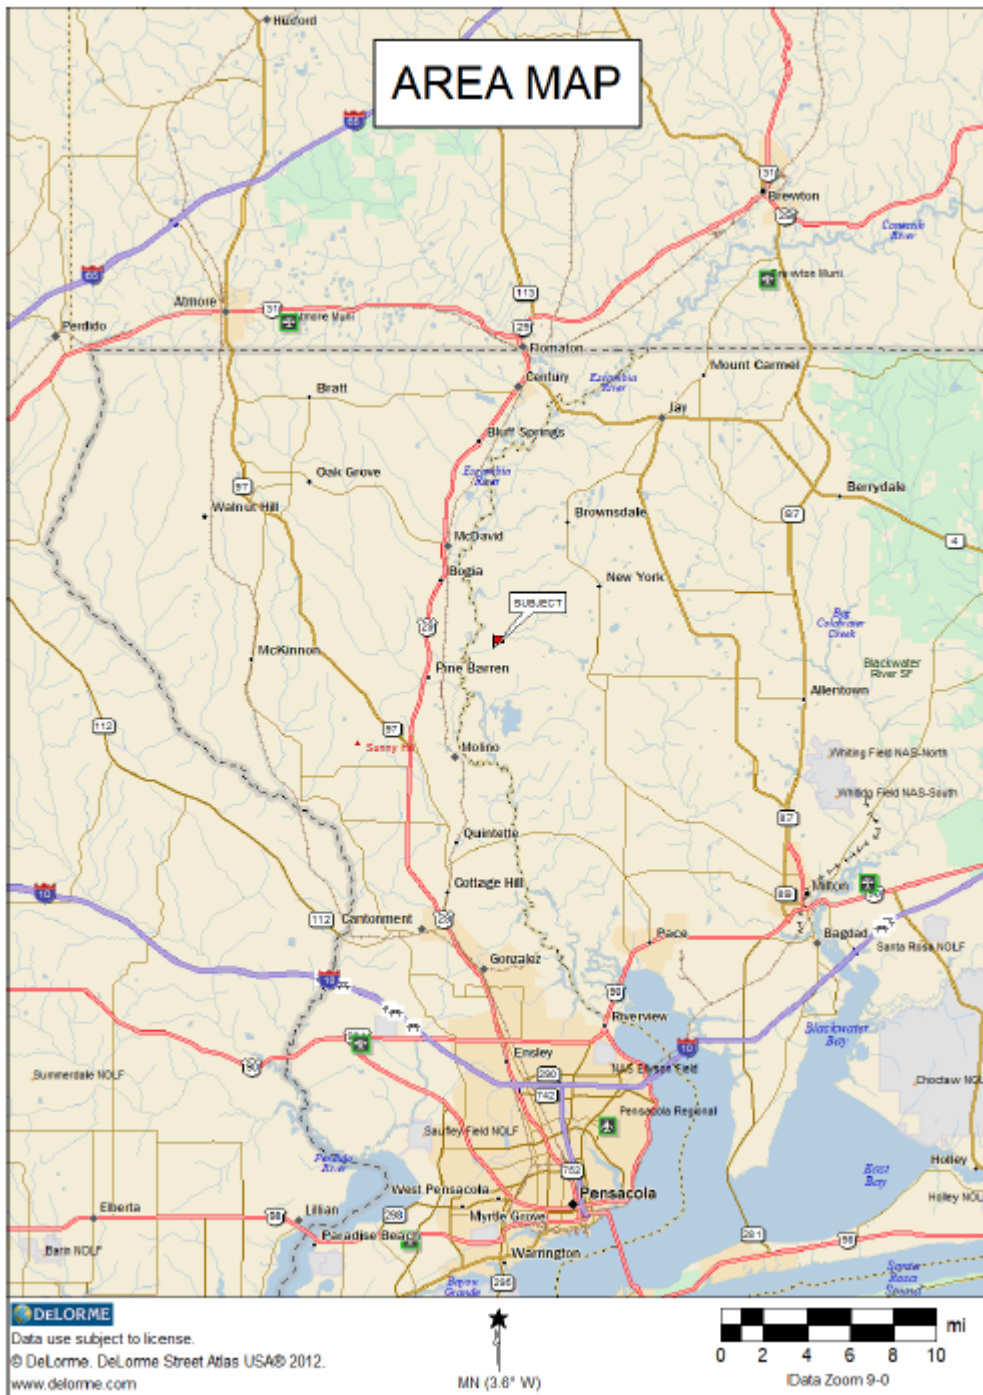 Huxford
AREA MAP
65
31
Brewton
29
Conecuh
River
65
Brewton Muni
Atmore
31
Atmore Muni
113
29
Perdido
Flomaton
Mount Carmel
Century
Escambia
River
Bratt
Jay
Bluff Springs
Escambia
River
Oak Grove
97
Berrydale
Walnut Hill
Brownsdale
87
4
McDavid
Bogia
New York
SUBJECT
29
Big
Coldwater
Creek
McKinnon
Pine Barren
Blackwater
River SF
Allentown
112
97
Sunny Hill
Molino
Whiting Field NAS-North
Whiting Field NAS-South
87
Quintette
10
Cottage Hill
89
Milton
90
112
Cantonment
29
Pace
Bagdad
Santa Rosa NOLF
Gonzalez
10
90
Riverview
Blackwater
Bay
90
Ensley
10
Summerdale NOLF
290
NAS Ellyson Field
742
Choctaw NOLF
Pensacola Regional
Saufley Field NOLF
Perdido
River
752
East
Bay
Holley
West Pensacola
Pensacola
Holley NOLF
Elberta
98
Lillian
298
Myrtle Grove
Paradise Beach
281
98
Barin NOLF
Warrington
Bayou
Grande
295
Santa
Rosa
Sound
DELORME
Data use subject to license.
© DeLorme. DeLorme Street Atlas USA® 2012.
www.delorme.com
MN (3.6° W)
mi
0 2 4 6 8 10
Data Zoom 9-0